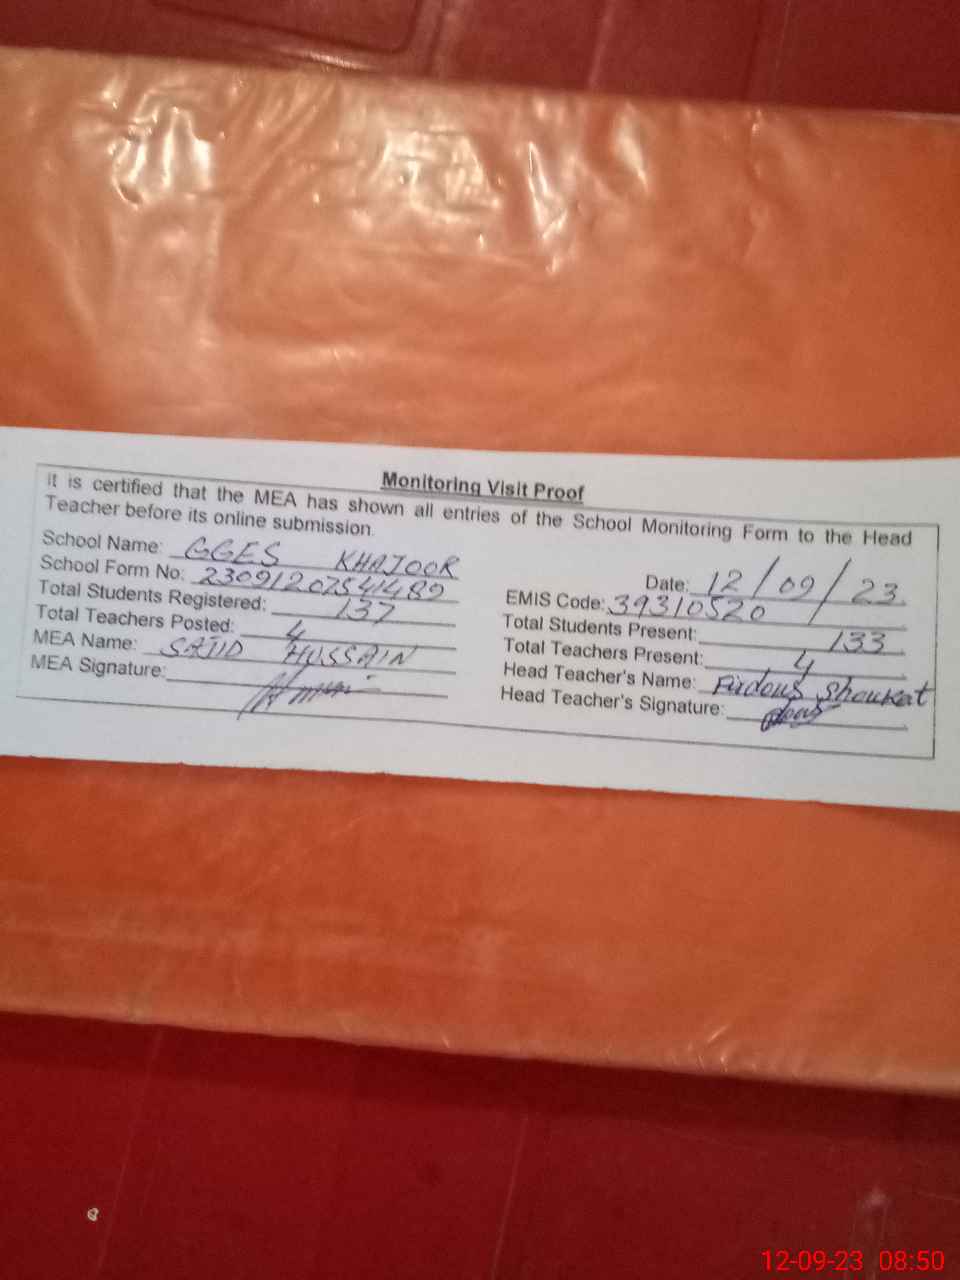 Monitoring Visit Proof
it is certified that the MEA has shown all entries of the School Monitoring Form to the Head
Teacher before its online submission.
School Name: GGES KHAJOOR
Date: 12/09/23.
School Form No: 2309120754489
EMIS Code: 39310520
Total Students Registered: 137
Total Students Present: 133
Total Teachers Posted: 4
Total Teachers Present: 4
MEA Name: SAJID HUSSAIN
Head Teacher's Name: Firdous Shoukat
MEA Signature:
Head Teacher's Signature:
12-09-23 08:50